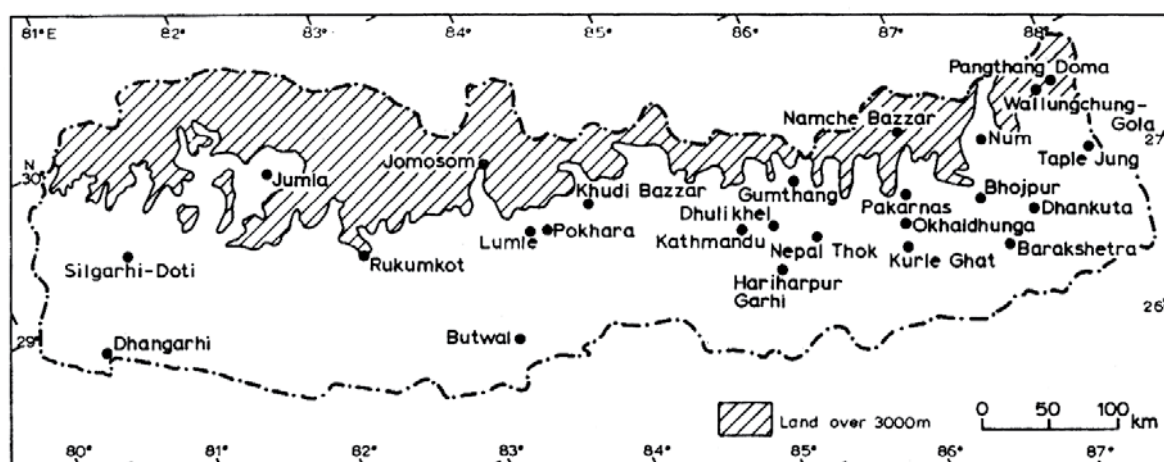 81° E 82° 83° 84° 85° 86° 87° 88°
Pangthang Doma
Wallungchung-
Gola
Namche Bazzar
27°
Num
Taple Jung
N
30°
Jomosom
Jumla
Khudi Bazzar
Gumthang
Bhojpur
Pakarnas
Dhankuta
Dhulikhel
Okhaldhunga
Lumle
Pokhara
Kathmandu
Nepal Thok
Kurle Ghat
Barakshetra
Silgarhi-Doti
Rukumkot
Hariharpur
Garhi
26°
29°
Dhangarhi
Butwal
Land over 3000m
0 50 100
km
80° 81° 82° 83° 84° 85° 86° 87°